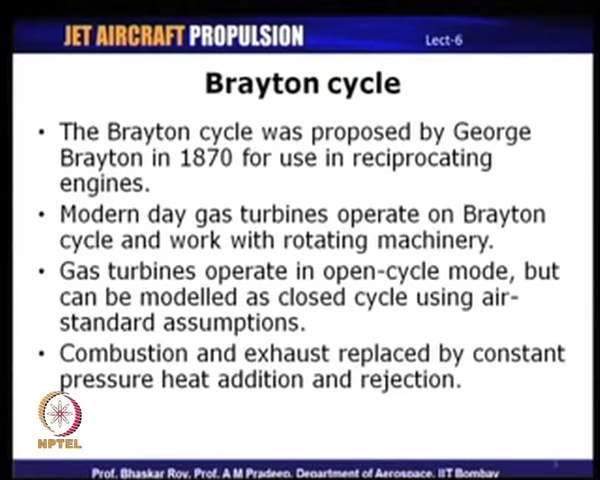 JET AIRCRAFT PROPULSION
Lect-6
Brayton cycle
• The Brayton cycle was proposed by George
Brayton in 1870 for use in reciprocating
engines.
• Modern day gas turbines operate on Brayton
cycle and work with rotating machinery.
• Gas turbines operate in open-cycle mode, but
can be modelled as closed cycle using air-
standard assumptions.
• Combustion and exhaust replaced by constant
pressure heat addition and rejection.
NPTEL
Prof. Bhaskar Roy, Prof. A M Pradeep, Department of Aerospace, IIT Bombay